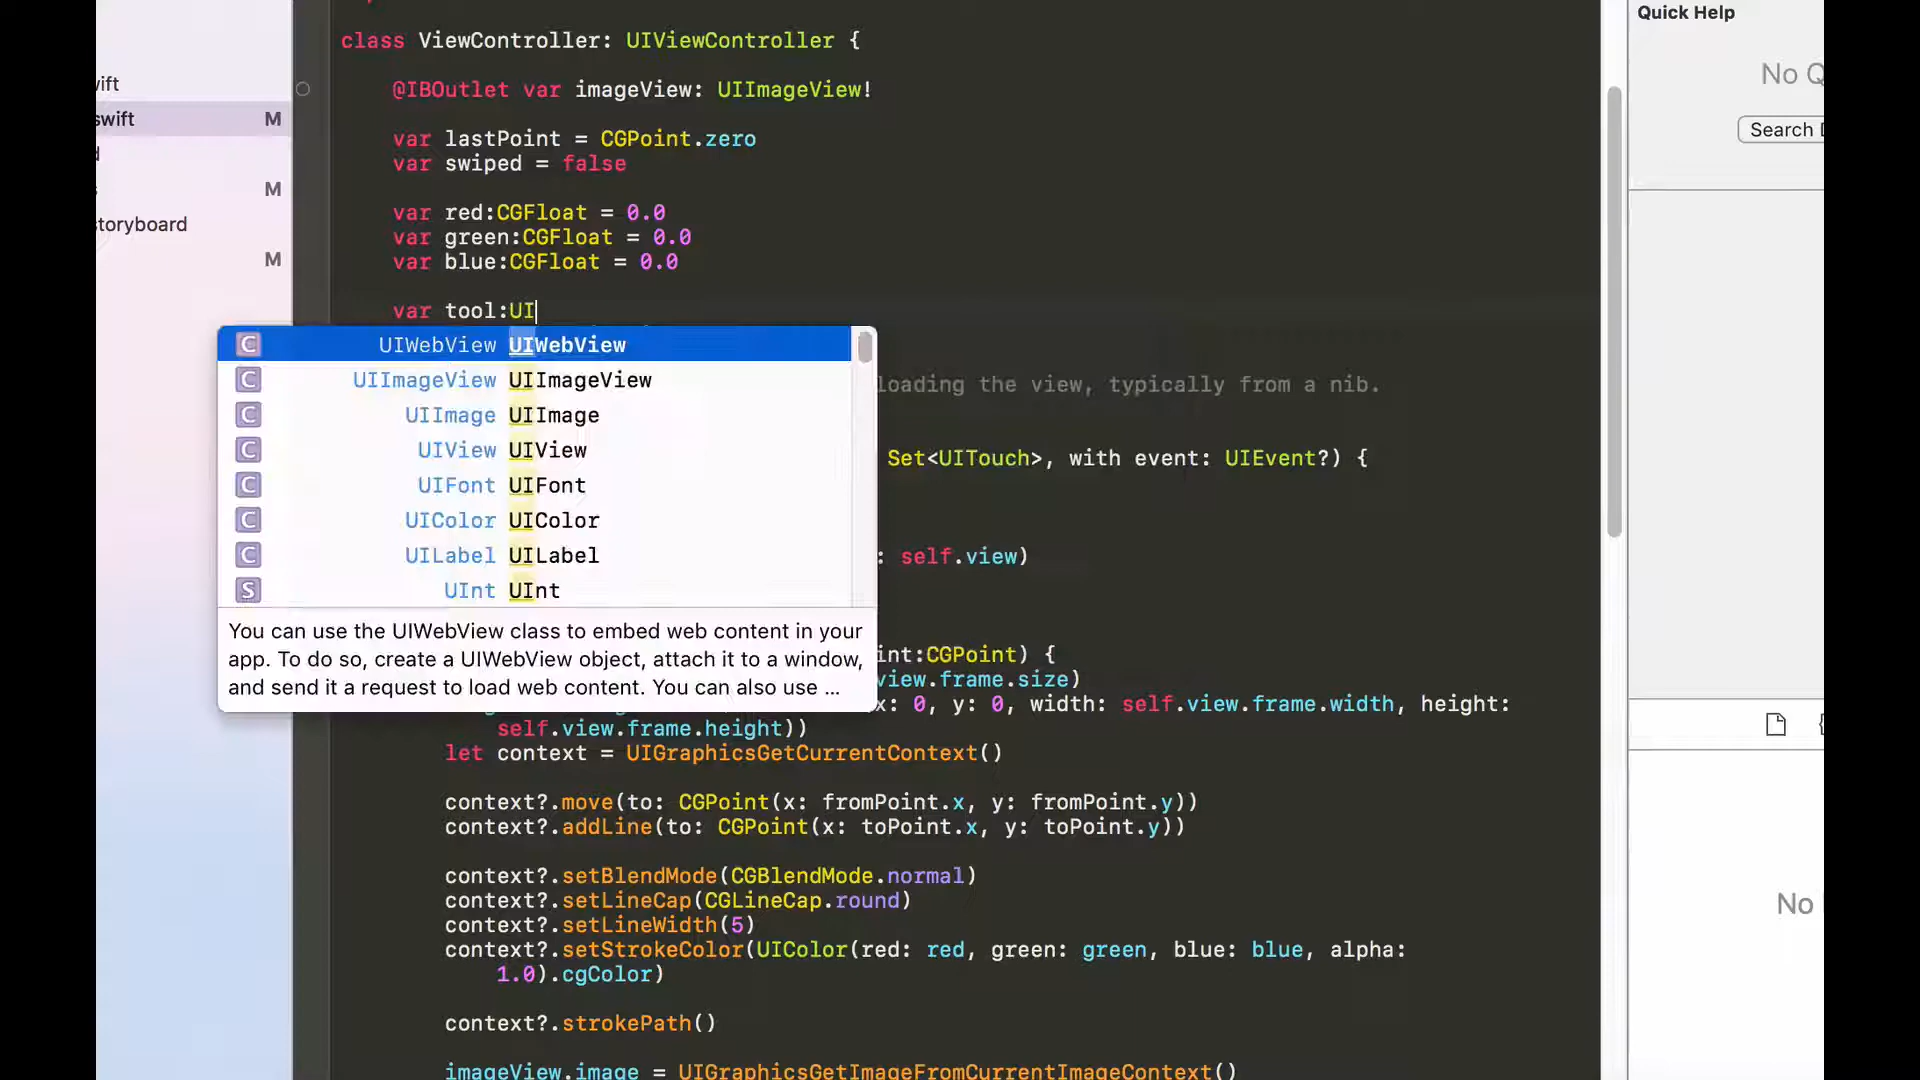 Quick Help
class ViewController: UIViewController {
ift
@IBOutlet var imageView: UIImageView!
No Q
swift M
Search
var lastPoint = CGPoint.zero
var swiped = false
M
var red:CGFloat = 0.0
storyboard
var green:CGFloat = 0.0
M
var blue:CGFloat = 0.0
var tool:UI
C UIWebView UIWebView
C UIImageView UIImageView
loading the view, typically from a nib.
C UIImage UIImage
C UIView UIView
Set<UITouch>, with event: UIEvent?) {
C UIFont UIFont
C UIColor UIColor
C UILabel UILabel
: self.view)
S UInt UInt
You can use the UIWebView class to embed web content in your
app. To do so, create a UIWebView object, attach it to a window,
and send it a request to load web content. You can also use ...
int:CGPoint) {
view.frame.size)
x: 0, y: 0, width: self.view.frame.width, height:
self.view.frame.height))
let context = UIGraphicsGetCurrentContext()
context?.move(to: CGPoint(x: fromPoint.x, y: fromPoint.y))
context?.addLine(to: CGPoint(x: toPoint.x, y: toPoint.y))
context?.setBlendMode(CGBlendMode.normal)
context?.setLineCap(CGLineCap.round)
No
context?.setLineWidth(5)
context?.setStrokeColor(UIColor(red: red, green: green, blue: blue, alpha:
1.0).cgColor)
context?.strokePath()
imageView.image = UIGraphicsGetImageFromCurrentImageContext()